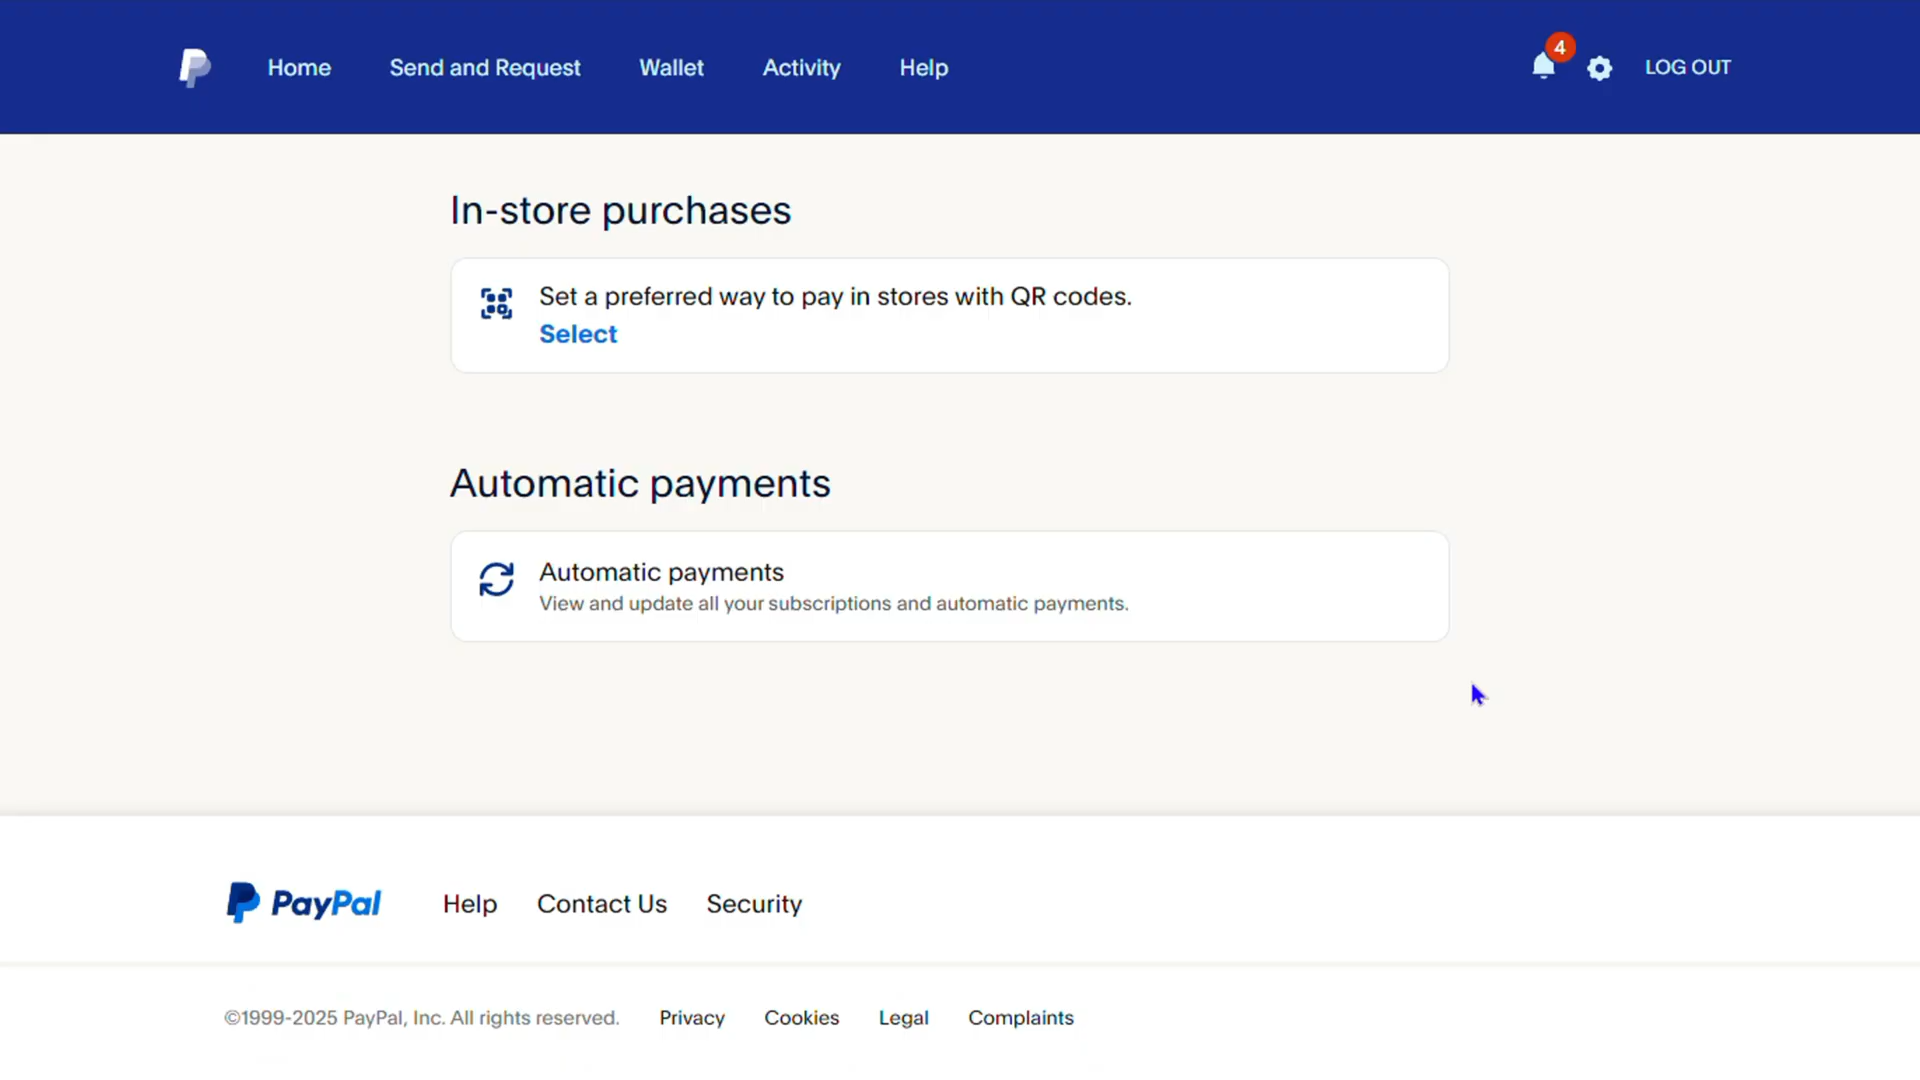 Home Send and Request Wallet Activity Help 4 LOG OUT
In-store purchases
Set a preferred way to pay in stores with QR codes.
Select
Automatic payments
Automatic payments
View and update all your subscriptions and automatic payments.
PayPal Help Contact Us Security
©1999-2025 PayPal, Inc. All rights reserved. Privacy Cookies Legal Complaints